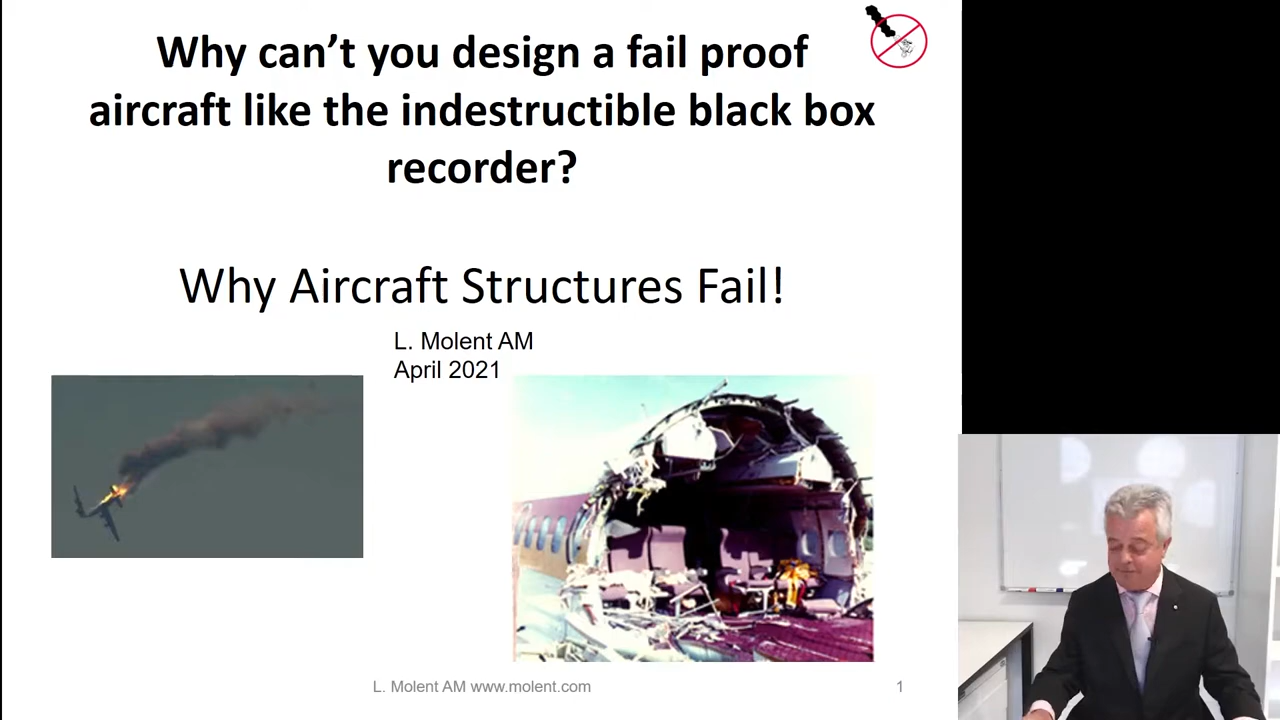 Why can’t you design a fail proof
aircraft like the indestructible black box
recorder?
Why Aircraft Structures Fail!
L. Molent AM
April 2021
L. Molent AM www.molent.com
1